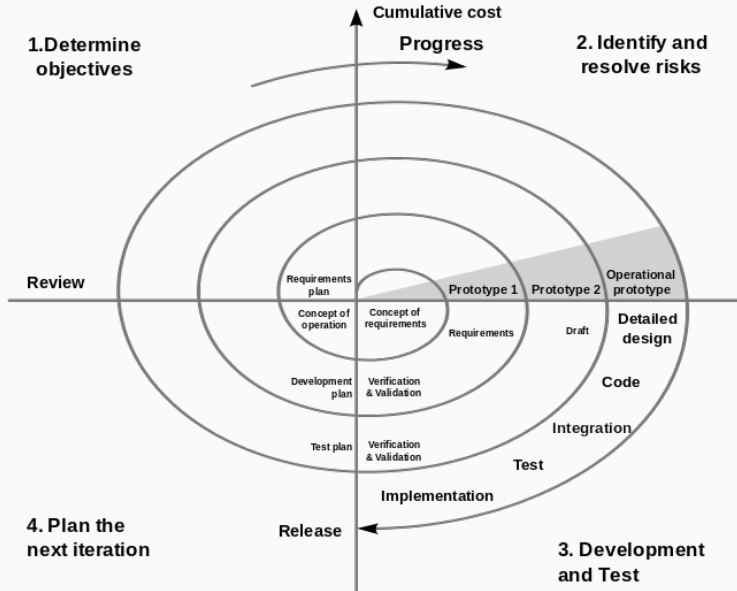 Cumulative cost
1.Determine
objectives
Progress
2. Identify and
resolve risks
Review
Requirements
plan
Prototype 1
Prototype 2
Operational
prototype
Concept of
operation
Concept of
requirements
Requirements
Draft
Detailed
design
Development
plan
Verification
& Validation
Code
Test plan
Verification
& Validation
Integration
Test
Implementation
4. Plan the
next iteration
Release
3. Development
and Test